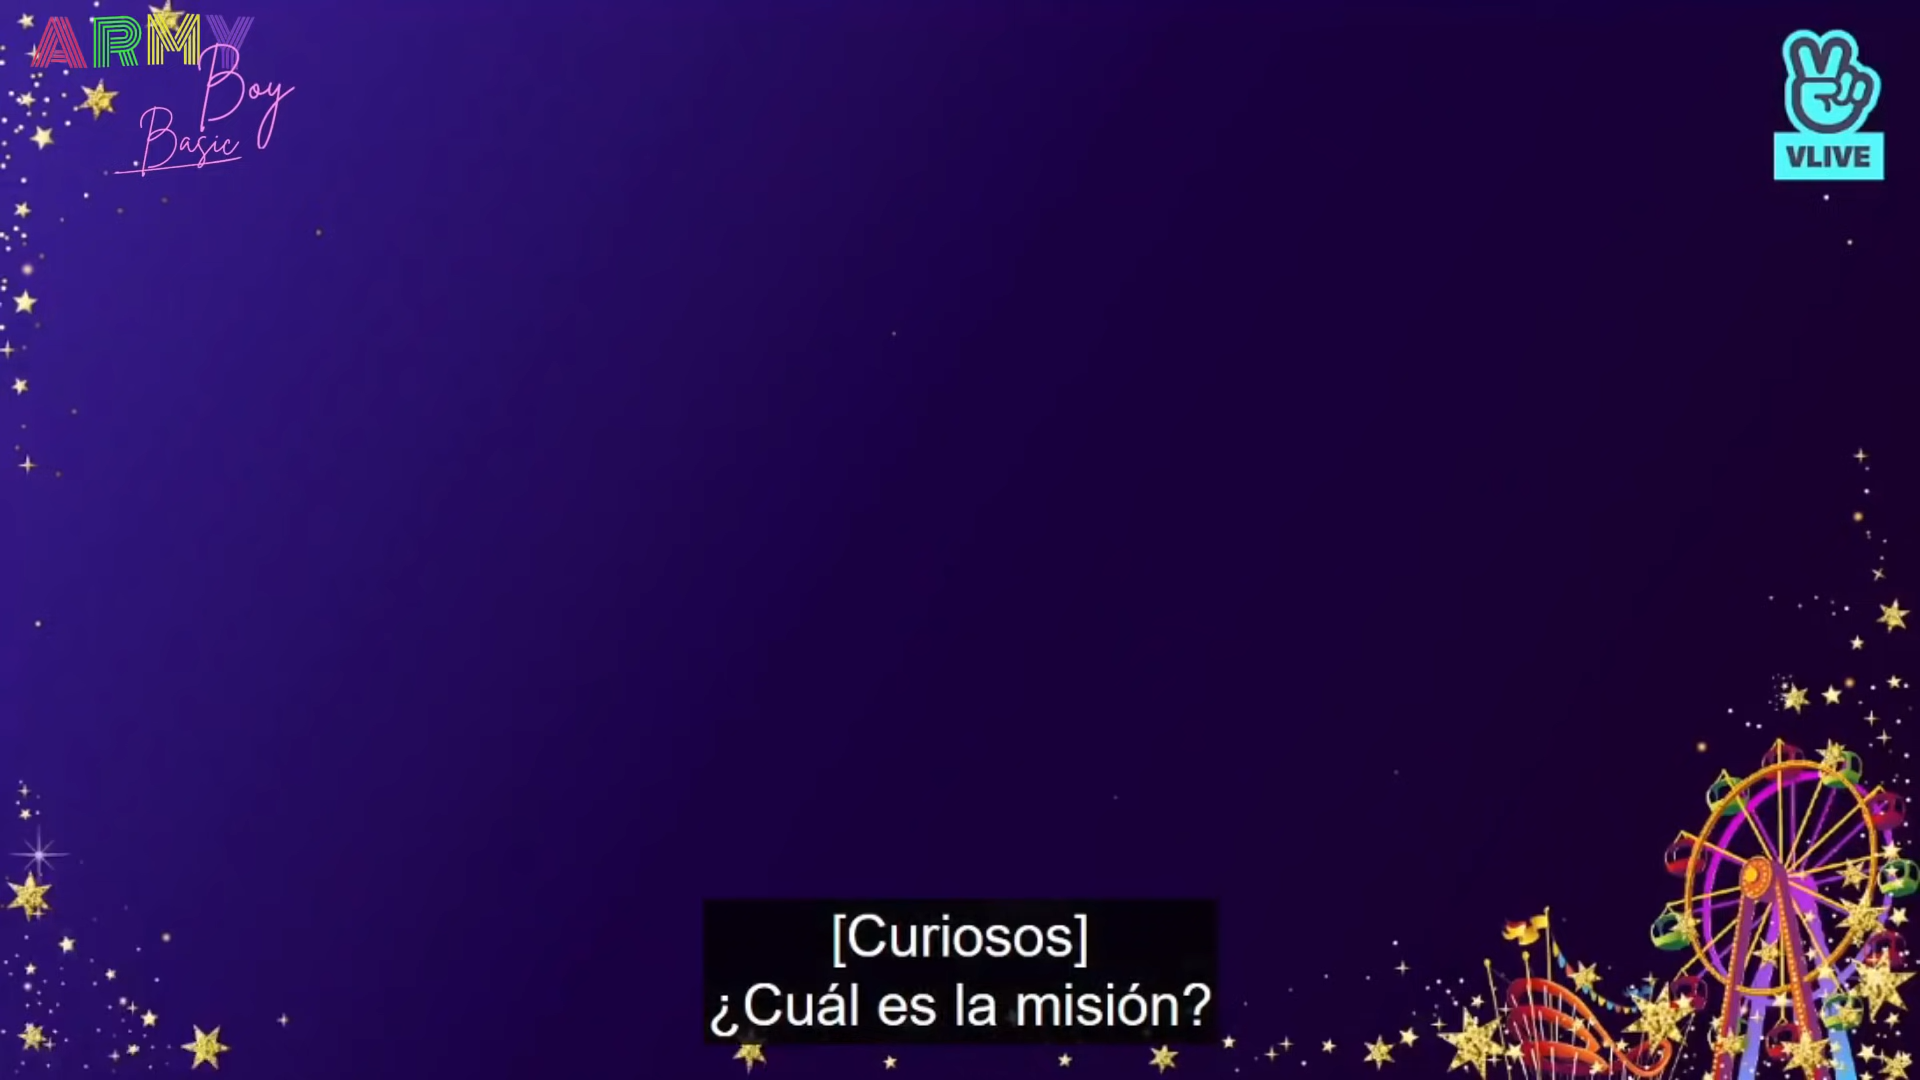 ARMY
Boy
Basic
VLIVE
[Curiosos]
¿Cuál es la misión?